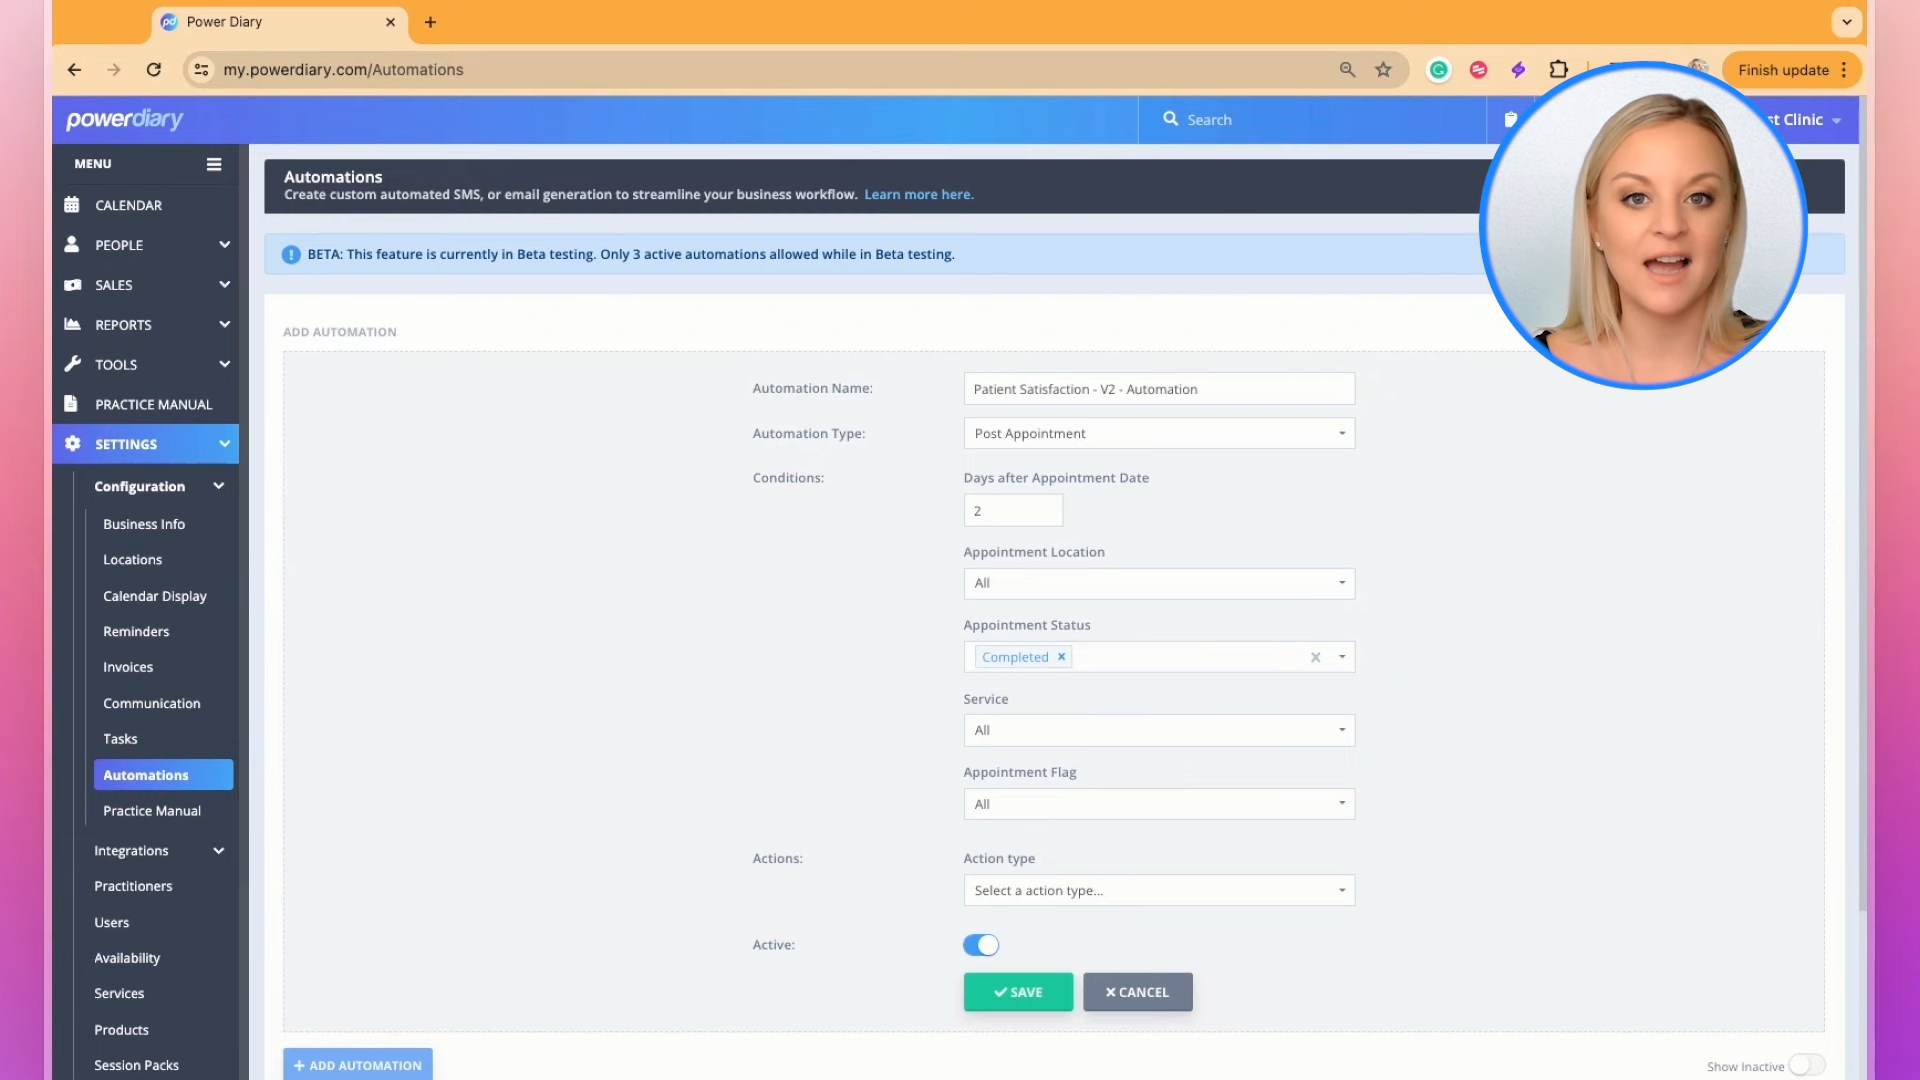 Power Diary
my.powerdiary.com/Automations
Finish update
powerdiary
Search
st Clinic
MENU
CALENDAR
PEOPLE
SALES
REPORTS
TOOLS
PRACTICE MANUAL
SETTINGS
Configuration
Business Info
Locations
Calendar Display
Reminders
Invoices
Communication
Tasks
Automations
Practice Manual
Integrations
Practitioners
Users
Availability
Services
Products
Session Packs
Automations
Create custom automated SMS, or email generation to streamline your business workflow. Learn more here.
BETA: This feature is currently in Beta testing. Only 3 active automations allowed while in Beta testing.
ADD AUTOMATION
Automation Name:
Patient Satisfaction - V2 - Automation
Automation Type:
Post Appointment
Conditions:
Days after Appointment Date
2
Appointment Location
All
Appointment Status
Completed
Service
All
Appointment Flag
All
Actions:
Action type
Select a action type...
Active:
SAVE
CANCEL
+ ADD AUTOMATION
Show Inactive